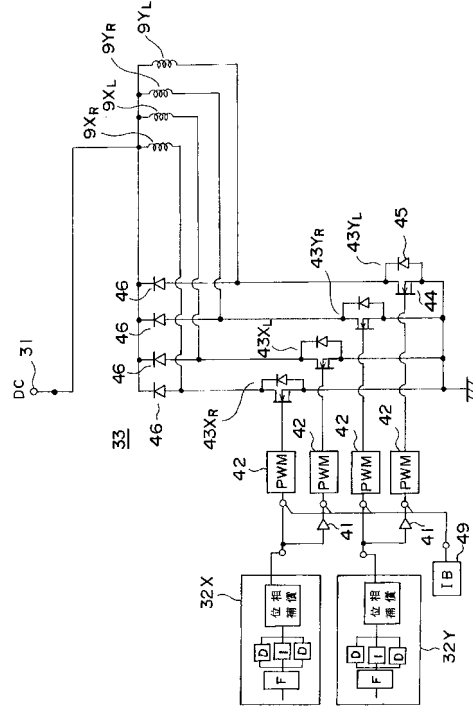 DC
31
33
9XR
9XL
9YR
9YL
46
46
46
46
43XR
43XL
43YR
43YL
45
44
42
PWM
42
PWM
42
PWM
42
PWM
41
41
IB
49
32X
位相補償
D
I
D
F
32Y
位相補償
D
I
D
F